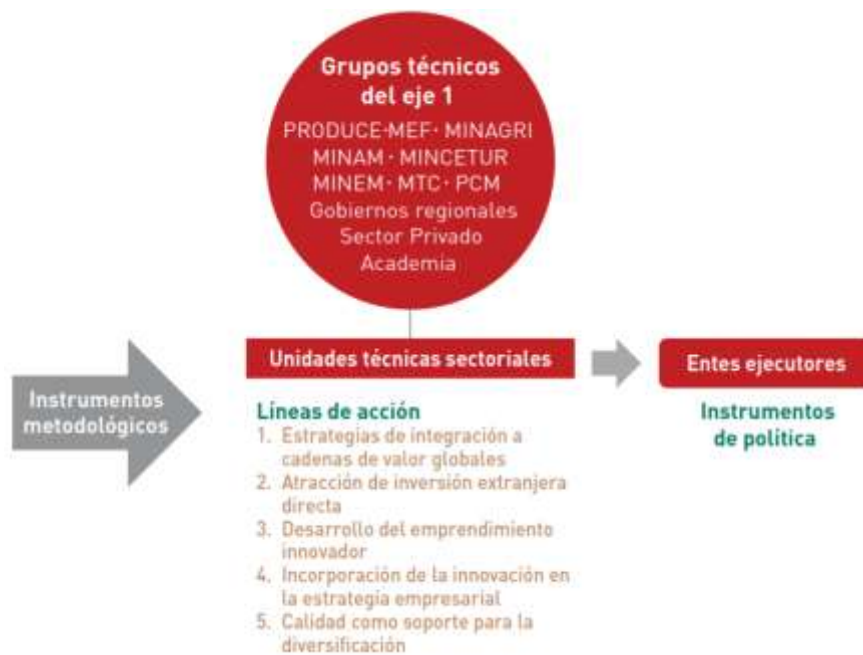 Grupos técnicos
del eje 1
PRODUCE·MEF· MINAGRI
MINAM · MINCETUR
MINEM· MTC· PCM
Gobiernos regionales
Sector Privado
Academia
Instrumentos
metodológicos
Unidades técnicas sectoriales
Líneas de acción
1. Estrategias de integración a
cadenas de valor globales
2. Atracción de inversión extranjera
directa
3. Desarrollo del emprendimiento
innovador
4. Incorporación de la innovación en
la estrategia empresarial
5. Calidad como soporte para la
diversificación
Entes ejecutores
Instrumentos
de política